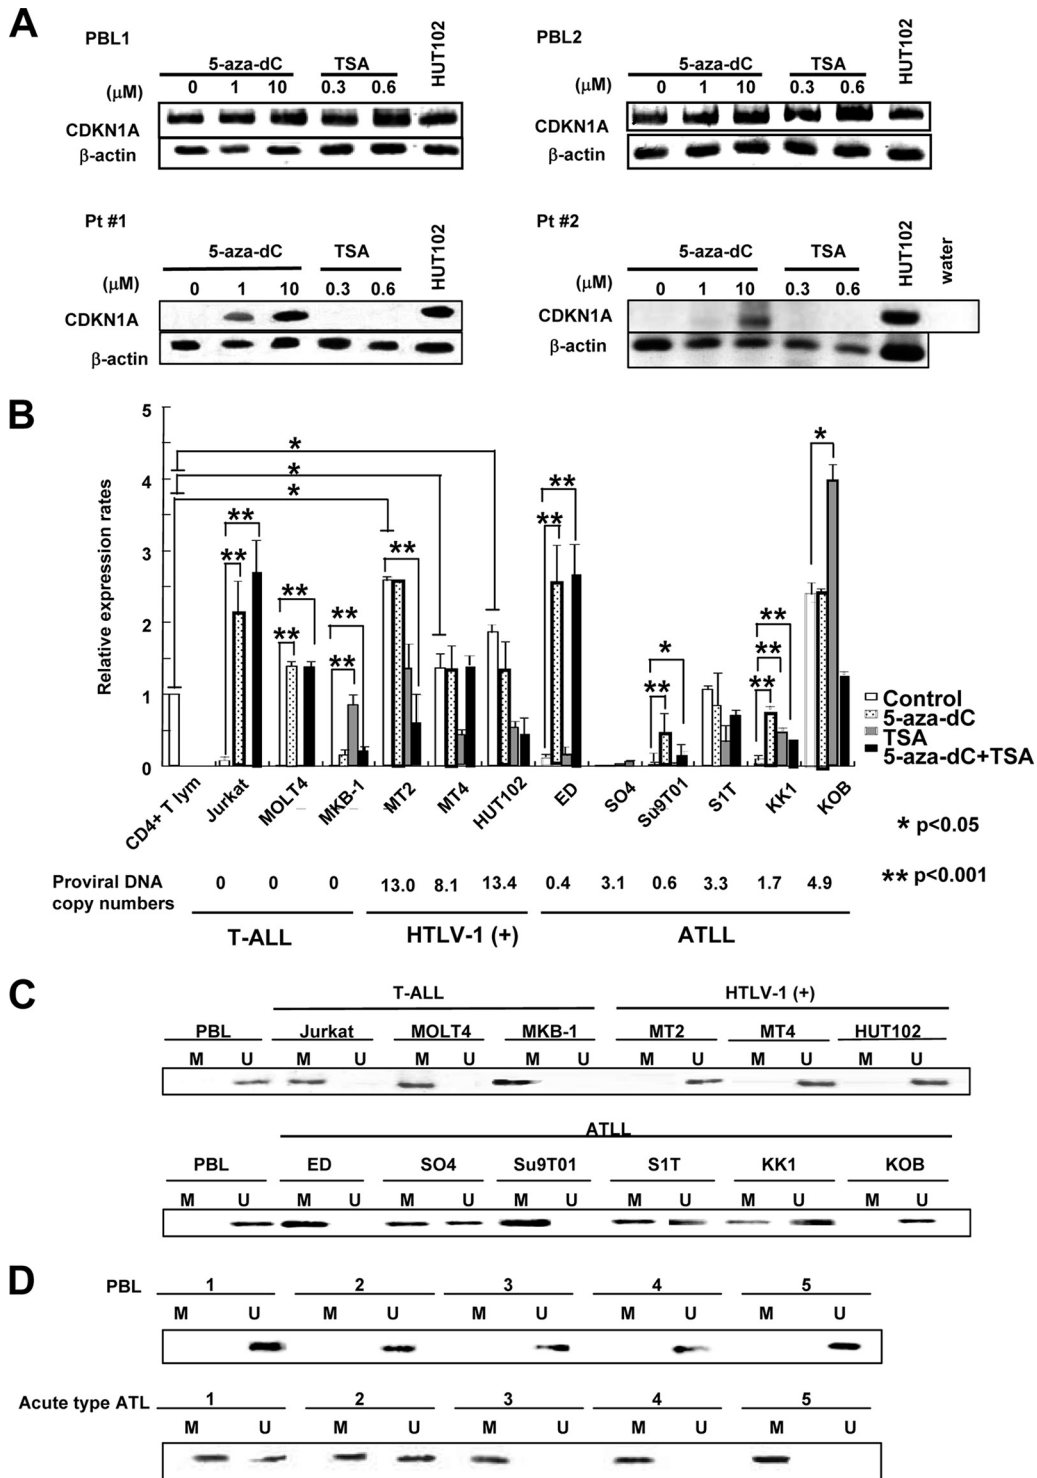 A
PBL1
5-aza-dC TSA HUT102
(μM) 0 1 10 0.3 0.6
CDKN1A
β-actin
PBL2
5-aza-dC TSA HUT102
(μM) 0 1 10 0.3 0.6
CDKN1A
β-actin
Pt #1
5-aza-dC TSA HUT102
(μM) 0 1 10 0.3 0.6
CDKN1A
β-actin
Pt #2
5-aza-dC TSA HUT102 water
(μM) 0 1 10 0.3 0.6
CDKN1A
β-actin
B
Relative expression rates
5
4
3
2
1
0
* * * ** ** ** ** ** ** ** ** ** ** * ** ** ** *
Control
5-aza-dC
TSA
5-aza-dC+TSA
CD4+ T lym Jurkat MOLT4 MKB-1 MT2 MT4 HUT102 ED SO4 Su9T01 S1T KK1 KOB
* p<0.05
** p<0.001
Proviral DNA
copy numbers
0 0 0 13.0 8.1 13.4 0.4 3.1 0.6 3.3 1.7 4.9
T-ALL HTLV-1 (+) ATLL
C
T-ALL HTLV-1 (+)
PBL Jurkat MOLT4 MKB-1 MT2 MT4 HUT102
M U M U M U M U M U M U M U
ATLL
PBL ED SO4 Su9T01 S1T KK1 KOB
M U M U M U M U M U M U M U
D
PBL 1 2 3 4 5
M U M U M U M U M U
Acute type ATL 1 2 3 4 5
M U M U M U M U M U